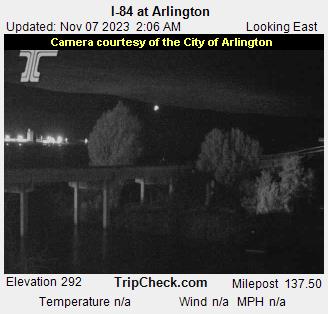 I-84 at Arlington
Updated: Nov 07 2023 2:06 AM Looking East
Camera courtesy of the City of Arlington
Elevation 292 TripCheck.com Milepost 137.50
Temperature n/a Wind n/a MPH n/a